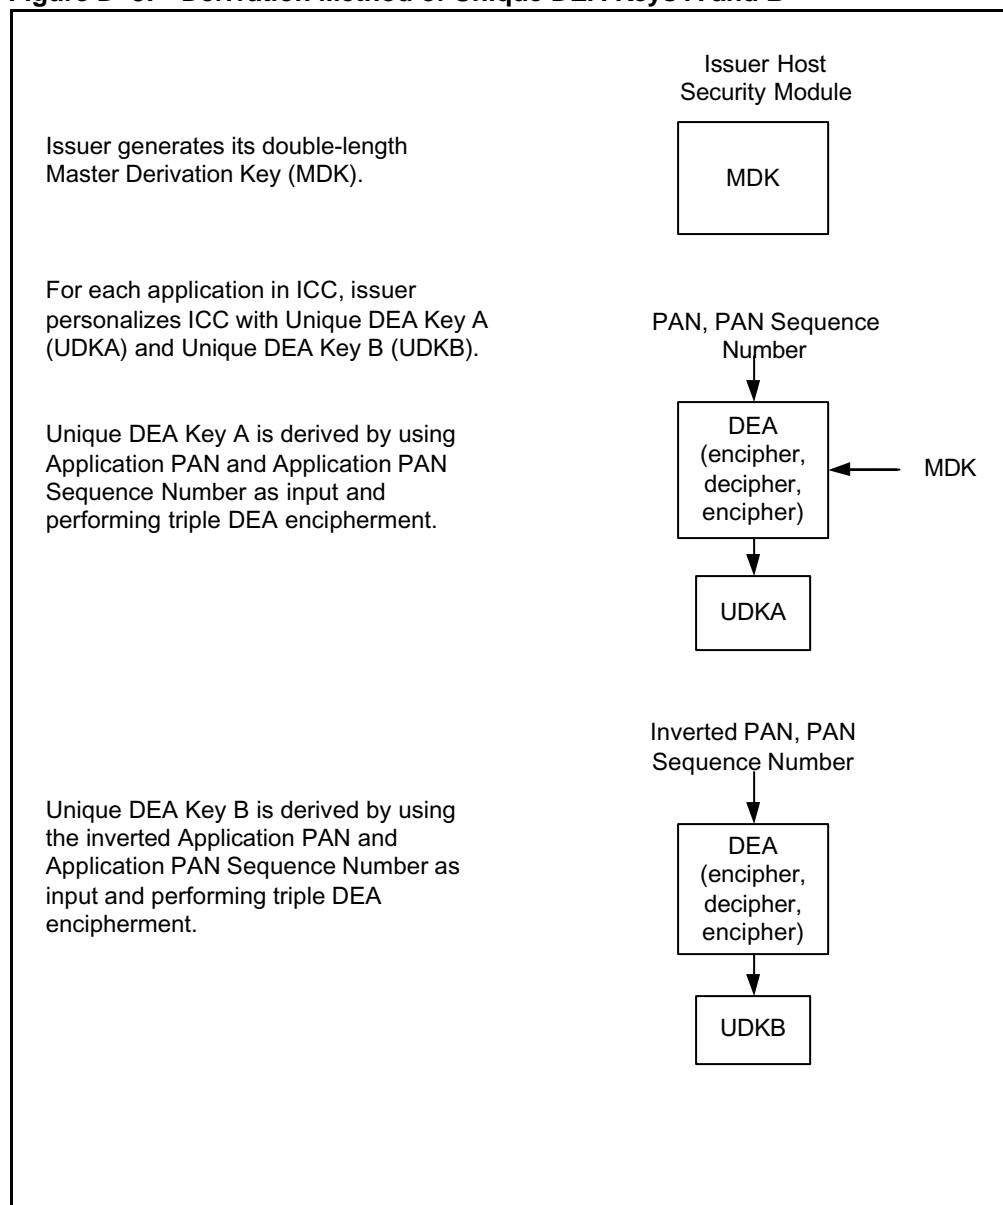 Issuer Host
Security Module
Issuer generates its double-length
Master Derivation Key (MDK).
MDK
For each application in ICC, issuer
personalizes ICC with Unique DEA Key A
(UDKA) and Unique DEA Key B (UDKB).
PAN, PAN Sequence
Number
Unique DEA Key A is derived by using
Application PAN and Application PAN
Sequence Number as input and
performing triple DEA encipherment.
DEA
(encipher,
decipher,
encipher)
MDK
UDKA
Inverted PAN, PAN
Sequence Number
Unique DEA Key B is derived by using
the inverted Application PAN and
Application PAN Sequence Number as
input and performing triple DEA
encipherment.
DEA
(encipher,
decipher,
encipher)
UDKB